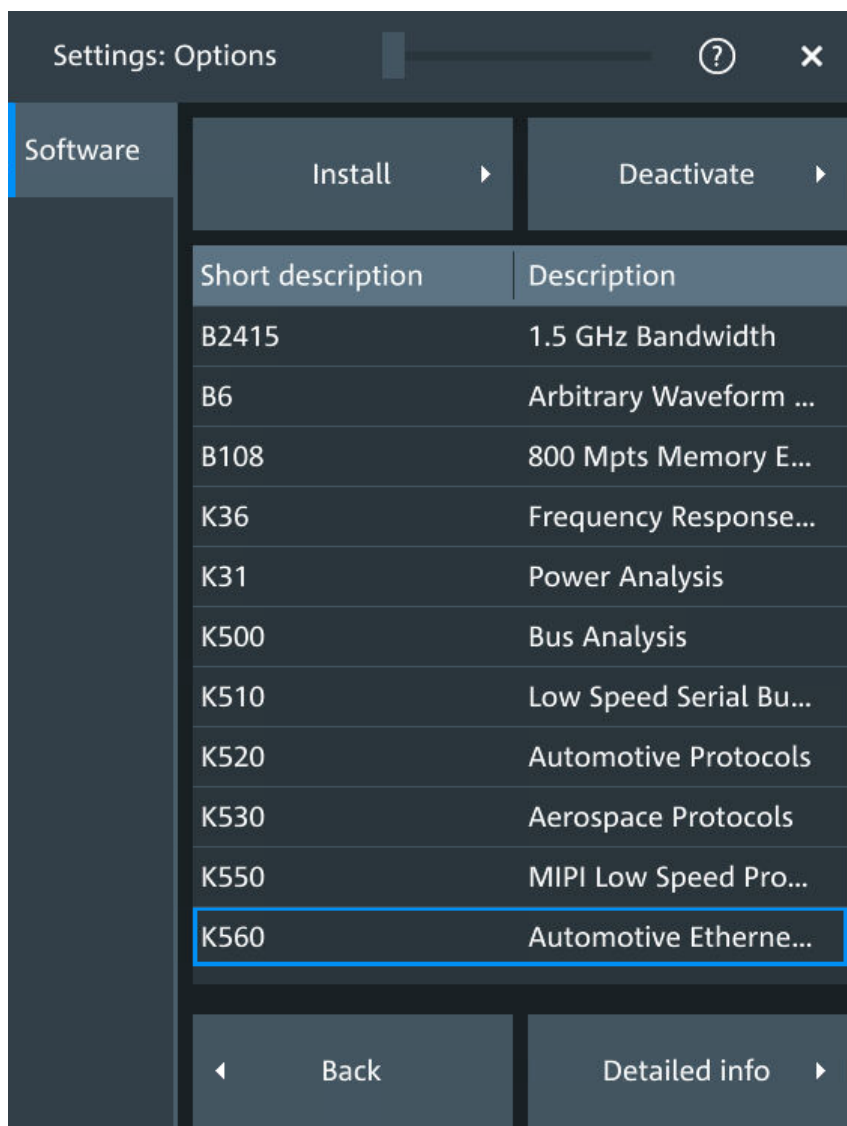 Settings: Options ? ×
Software
Install Deactivate
Short description Description
B2415 1.5 GHz Bandwidth
B6 Arbitrary Waveform ...
B108 800 Mpts Memory E...
K36 Frequency Response...
K31 Power Analysis
K500 Bus Analysis
K510 Low Speed Serial Bu...
K520 Automotive Protocols
K530 Aerospace Protocols
K550 MIPI Low Speed Pro...
K560 Automotive Etherne...
Back Detailed info